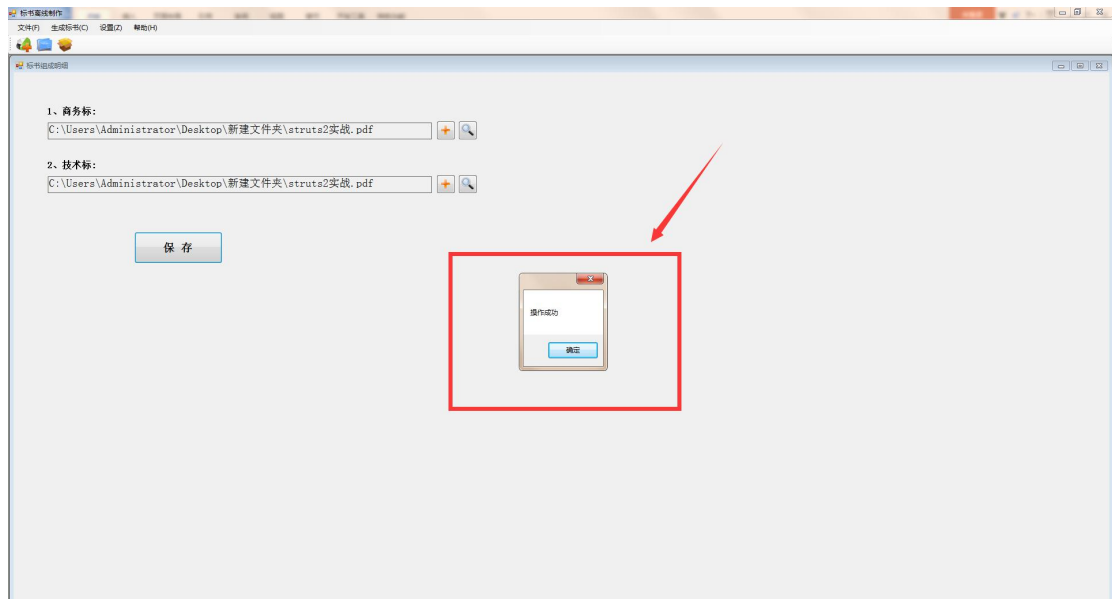 标书离线制作
文件(F) 生成标书(C) 设置(Z) 帮助(H)
标书组成明细
1、商务标:
C:\Users\Administrator\Desktop\新建文件夹\struts2实战.pdf
2、技术标:
C:\Users\Administrator\Desktop\新建文件夹\struts2实战.pdf
保 存
操作成功
确定